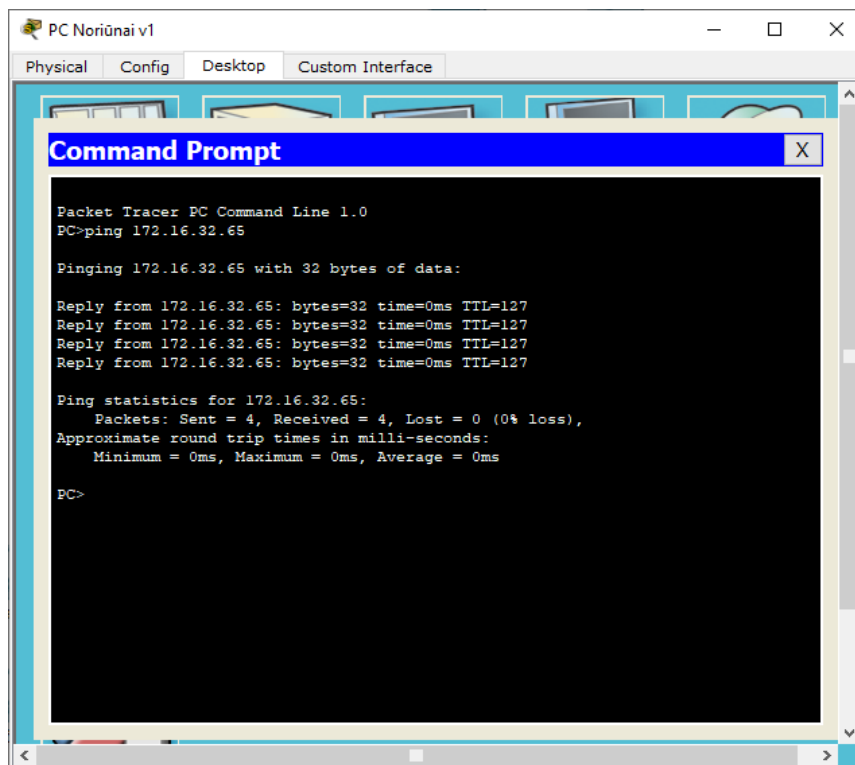 PC Noriūnai v1
Physical Config Desktop Custom Interface
Command Prompt
X
Packet Tracer PC Command Line 1.0
PC>ping 172.16.32.65
Pinging 172.16.32.65 with 32 bytes of data:
Reply from 172.16.32.65: bytes=32 time=0ms TTL=127
Reply from 172.16.32.65: bytes=32 time=0ms TTL=127
Reply from 172.16.32.65: bytes=32 time=0ms TTL=127
Reply from 172.16.32.65: bytes=32 time=0ms TTL=127
Ping statistics for 172.16.32.65:
Packets: Sent = 4, Received = 4, Lost = 0 (0% loss),
Approximate round trip times in milli-seconds:
Minimum = 0ms, Maximum = 0ms, Average = 0ms
PC>